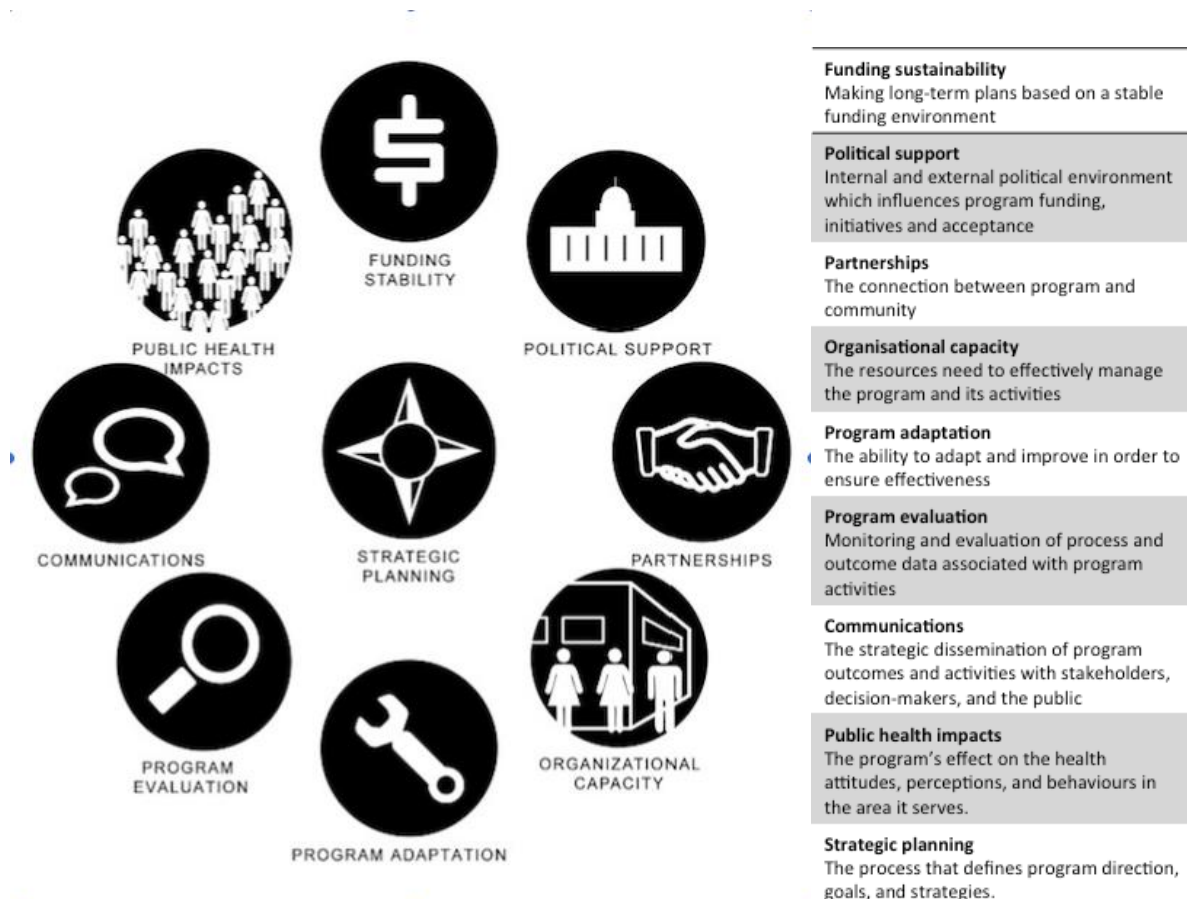 FUNDING
STABILITY
POLITICAL SUPPORT
PUBLIC HEALTH
IMPACTS
COMMUNICATIONS
STRATEGIC
PLANNING
PARTNERSHIPS
PROGRAM
EVALUATION
ORGANIZATIONAL
CAPACITY
PROGRAM ADAPTATION
Funding sustainability
Making long-term plans based on a stable
funding environment
Political support
Internal and external political environment
which influences program funding,
initiatives and acceptance
Partnerships
The connection between program and
community
Organisational capacity
The resources need to effectively manage
the program and its activities
Program adaptation
The ability to adapt and improve in order to
ensure effectiveness
Program evaluation
Monitoring and evaluation of process and
outcome data associated with program
activities
Communications
The strategic dissemination of program
outcomes and activities with stakeholders,
decision-makers, and the public
Public health impacts
The program's effect on the health
attitudes, perceptions, and behaviours in
the area it serves.
Strategic planning
The process that defines program direction,
goals, and strategies.